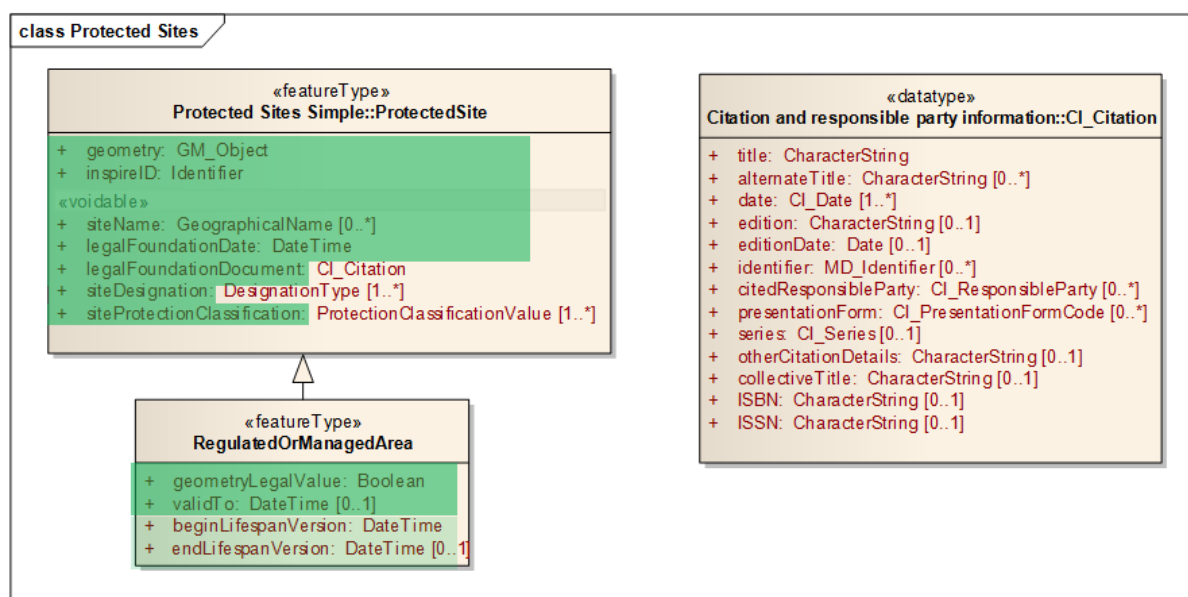 class Protected Sites
«featureType»
Protected Sites Simple::ProtectedSite
+ geometry: GM_Object
+ inspireID: Identifier
«voidable»
+ siteName: GeographicalName [0..*]
+ legalFoundationDate: DateTime
+ legalFoundationDocument: CI_Citation
+ siteDesignation: DesignationType [1..*]
+ siteProtectionClassification: ProtectionClassificationValue [1..*]
«featureType»
RegulatedOrManagedArea
+ geometryLegalValue: Boolean
+ validTo: DateTime [0..1]
+ beginLifespanVersion: DateTime
+ endLifespanVersion: DateTime [0..1]
«datatype»
Citation and responsible party information::CI_Citation
+ title: CharacterString
+ alternateTitle: CharacterString [0..*]
+ date: CI_Date [1..*]
+ edition: CharacterString [0..1]
+ editionDate: Date [0..1]
+ identifier: MD_Identifier [0..*]
+ citedResponsibleParty: CI_ResponsibleParty [0..*]
+ presentationForm: CI_PresentationFormCode [0..*]
+ series: CI_Series [0..1]
+ otherCitationDetails: CharacterString [0..1]
+ collectiveTitle: CharacterString [0..1]
+ ISBN: CharacterString [0..1]
+ ISSN: CharacterString [0..1]